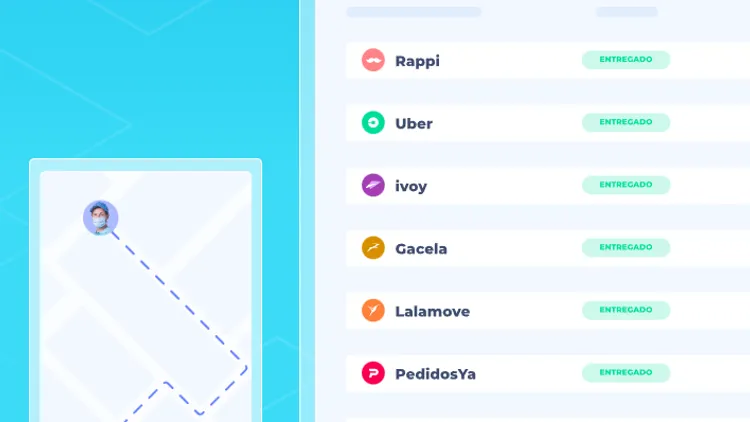 Rappi ENTREGADO
Uber ENTREGADO
ivoy ENTREGADO
Gacela ENTREGADO
Lalamove ENTREGADO
PedidosYa ENTREGADO